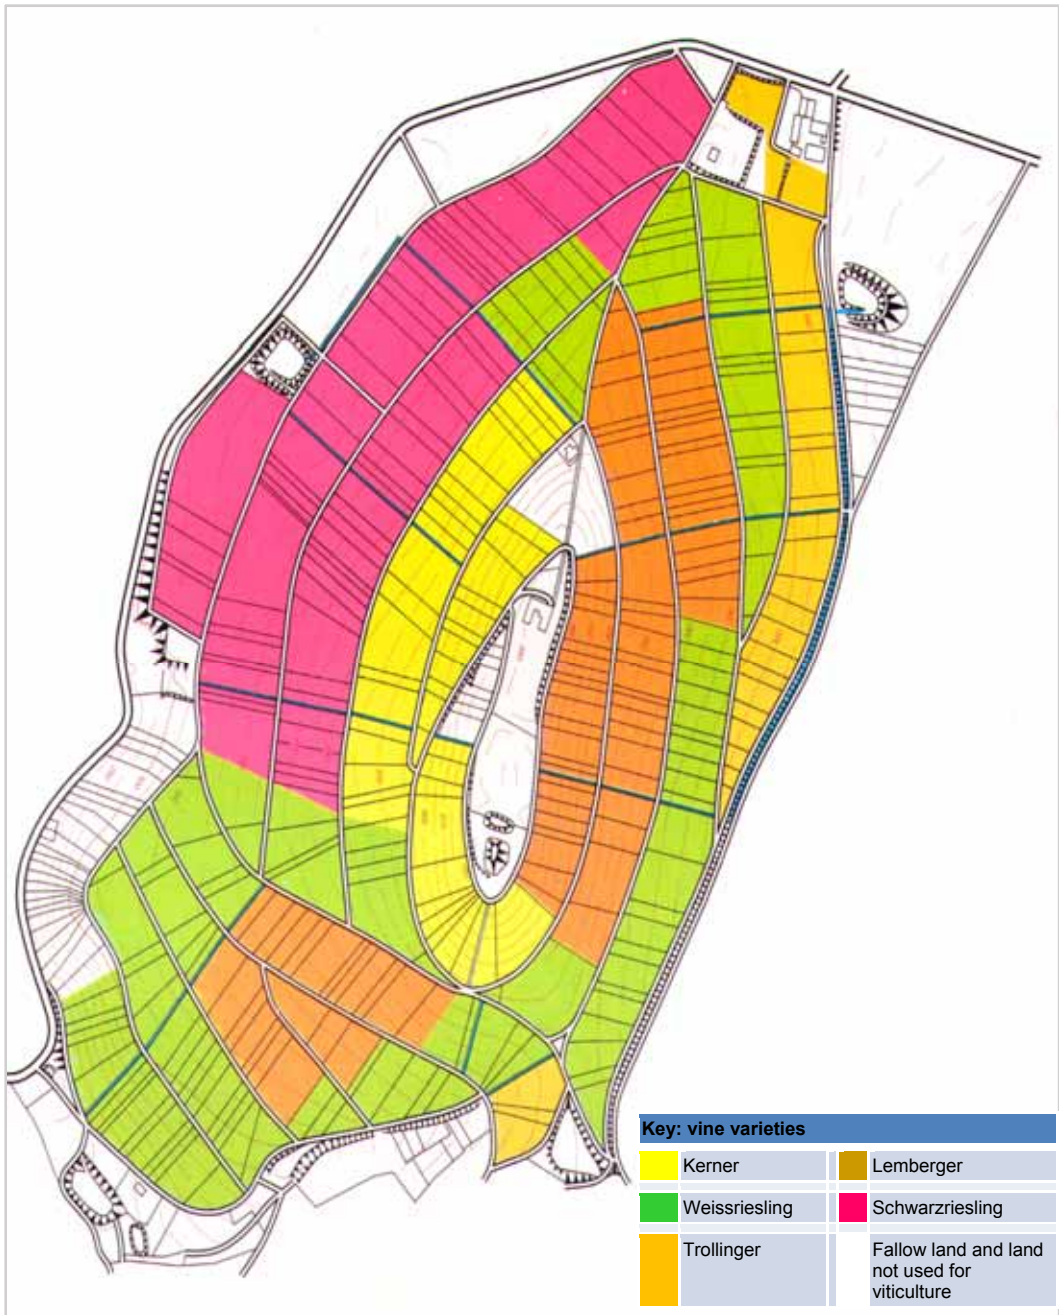 Key: vine varieties
Kerner
Lemberger
Weissriesling
Schwarzriesling
Trollinger
Fallow land and land
not used for
viticulture